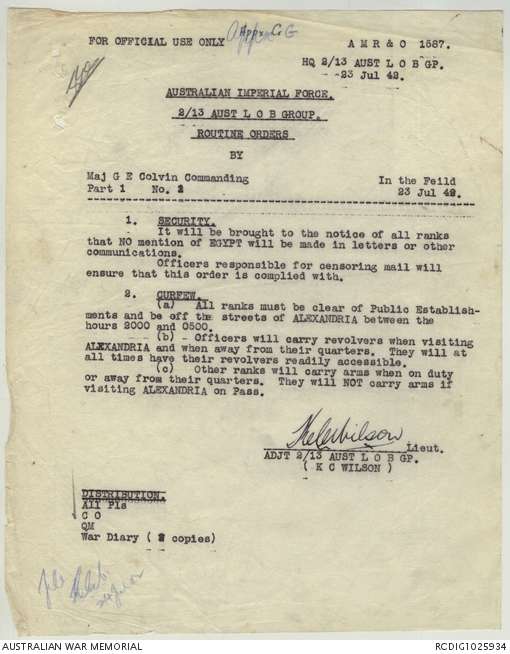 FOR OFFICIAL USE ONLY Appx C G
A M R & O 1587.
HQ 2/13 AUST L O B GP.
23 Jul 42.
AUSTRALIAN IMPERIAL FORCE.
2/13 AUST L O B GROUP.
ROUTINE ORDERS
BY
Maj G E Colvin Commanding In the Feild
Part 1 No. 2 23 Jul 42.
1. SECURITY.
It will be brought to the notice of all ranks
that NO mention of EGYPT will be made in letters or other
communications.
Officers responsible for censoring mail will
ensure that this order is complied with.
2. CURFEW.
(a) All ranks must be clear of Public Establish-
ments and be off the streets of ALEXANDRIA between the
hours 2000 and 0500.
(b) - Officers will carry revolvers when visiting
ALEXANDRIA and when away from their quarters. They will at
all times have their revolvers readily accessible.
(c) Other ranks will carry arms when on duty
or away from their quarters. They will NOT carry arms if
visiting ALEXANDRIA on Pass.
KCWilson Lieut.
ADJT 2/13 AUST L O B GP.
( K C WILSON )
DISTRIBUTION.
All Pls
C O
QM
War Diary ( 2 copies)
File
AUSTRALIAN WAR MEMORIAL RCDIG1025934